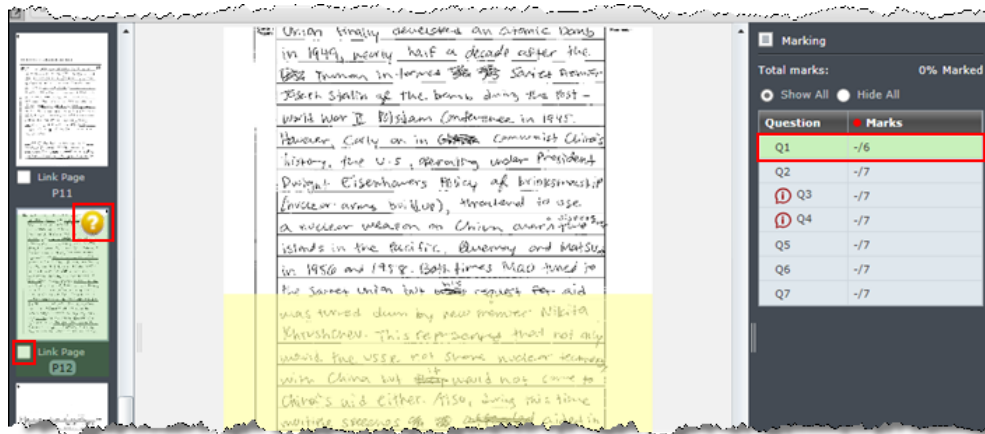 Link Page
P11
?
Link Page
P12
Union finally developed an atomic bomb
in 1949, nearly half a decade after the
Truman informed Soviet Premier
Joseph Stalin of the bomb during the post-
world War II Potsdam Conference in 1945.
However, Early on in Communist China's
history, the U.S, operating under President
Dwight Eisenhowers Policy of brinksmanship
(nuclear arms buildup), threatened to use
a nuclear weapon on China over
islands in the Pacific, Quemoy and Matsu
in 1956 and 1958. Both times Mao turned to
the Soviet Union but his request for aid
was turned down by new premier Nikita
Khrushchev. This that not only
would the USSR not share nuclear
with China but it would not come to
China's aid either. Also, during this time
Marking
Total marks: 0% Marked
Show All Hide All
Question Marks
Q1 -/6
Q2 -/7
Q3 -/7
Q4 -/7
Q5 -/7
Q6 -/7
Q7 -/7